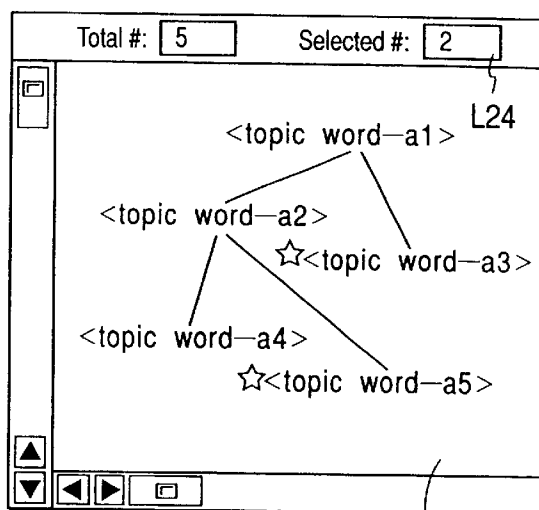 Total #: 5 Selected #: 2
L24
<topic word—a1>
<topic word—a2>
☆<topic word—a3>
<topic word—a4>
☆<topic word—a5>